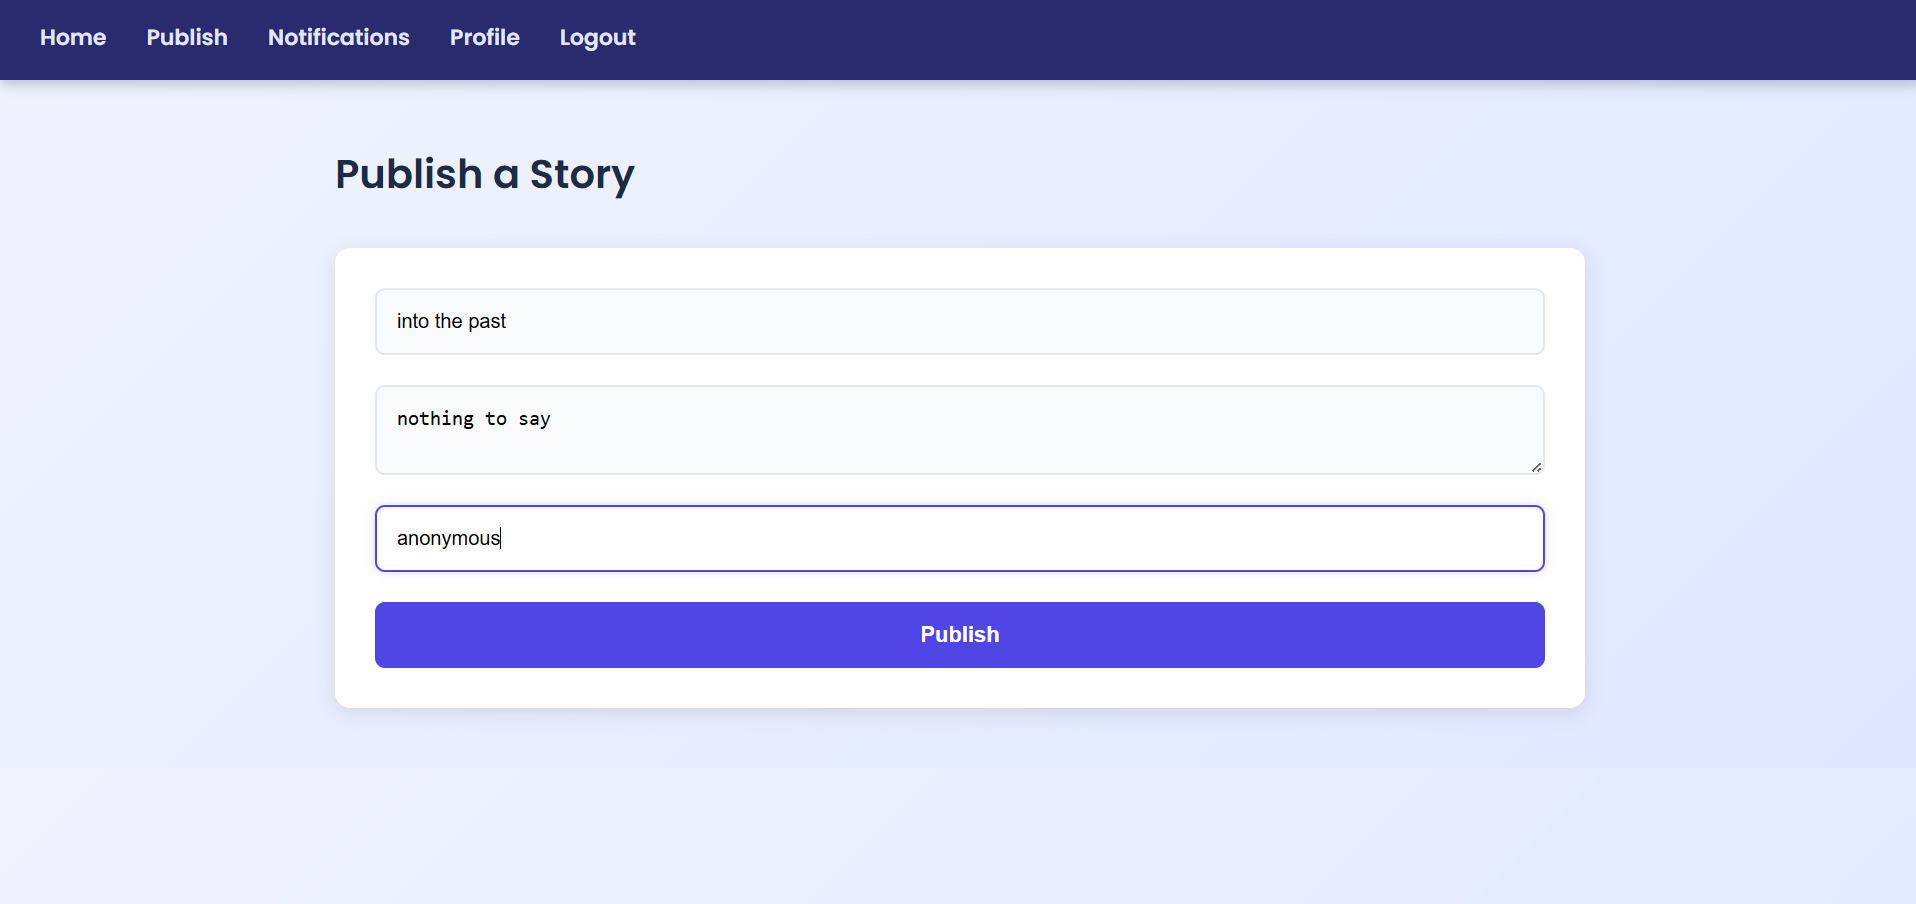 Home Publish Notifications Profile Logout
Publish a Story
into the past
nothing to say
anonymous
Publish